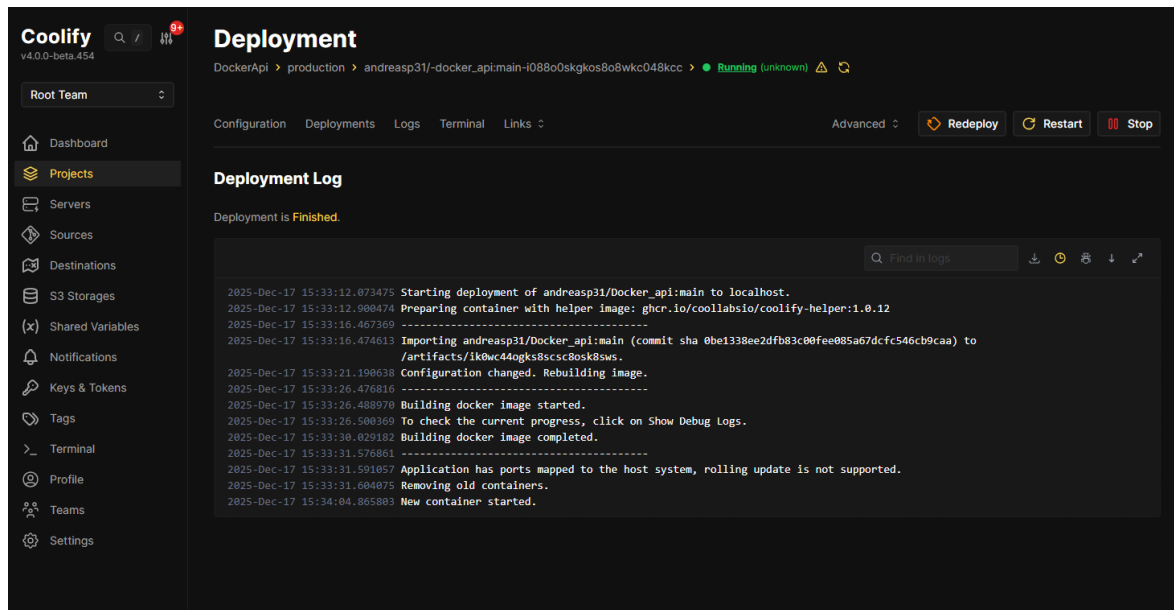 Coolify
v4.0.0-beta.454
/
9+
Root Team
Dashboard
Projects
Servers
Sources
Destinations
S3 Storages
Shared Variables
Notifications
Keys & Tokens
Tags
Terminal
Profile
Teams
Settings
Deployment
DockerApi > production > andreasp31/-docker_api:main-i088o0skgkos8o8wkc048kcc > Running (unknown)
Configuration Deployments Logs Terminal Links Advanced Redeploy Restart Stop
Deployment Log
Deployment is Finished.
Find in logs
2025-Dec-17 15:33:12.073475 Starting deployment of andreasp31/Docker_api:main to localhost.
2025-Dec-17 15:33:12.900474 Preparing container with helper image: ghcr.io/coollabsio/coolify-helper:1.0.12
2025-Dec-17 15:33:16.467369 ----------------------------------------
2025-Dec-17 15:33:16.474613 Importing andreasp31/Docker_api:main (commit sha 0be1338ee2dfb83c00fee085a67dcfc546cb9caa) to
/artifacts/ik0wc44ogks8scsc8osk8sws.
2025-Dec-17 15:33:21.190638 Configuration changed. Rebuilding image.
2025-Dec-17 15:33:26.476816 ----------------------------------------
2025-Dec-17 15:33:26.488970 Building docker image started.
2025-Dec-17 15:33:26.500369 To check the current progress, click on Show Debug Logs.
2025-Dec-17 15:33:30.029182 Building docker image completed.
2025-Dec-17 15:33:31.576861 ----------------------------------------
2025-Dec-17 15:33:31.591057 Application has ports mapped to the host system, rolling update is not supported.
2025-Dec-17 15:33:31.604075 Removing old containers.
2025-Dec-17 15:34:04.865803 New container started.